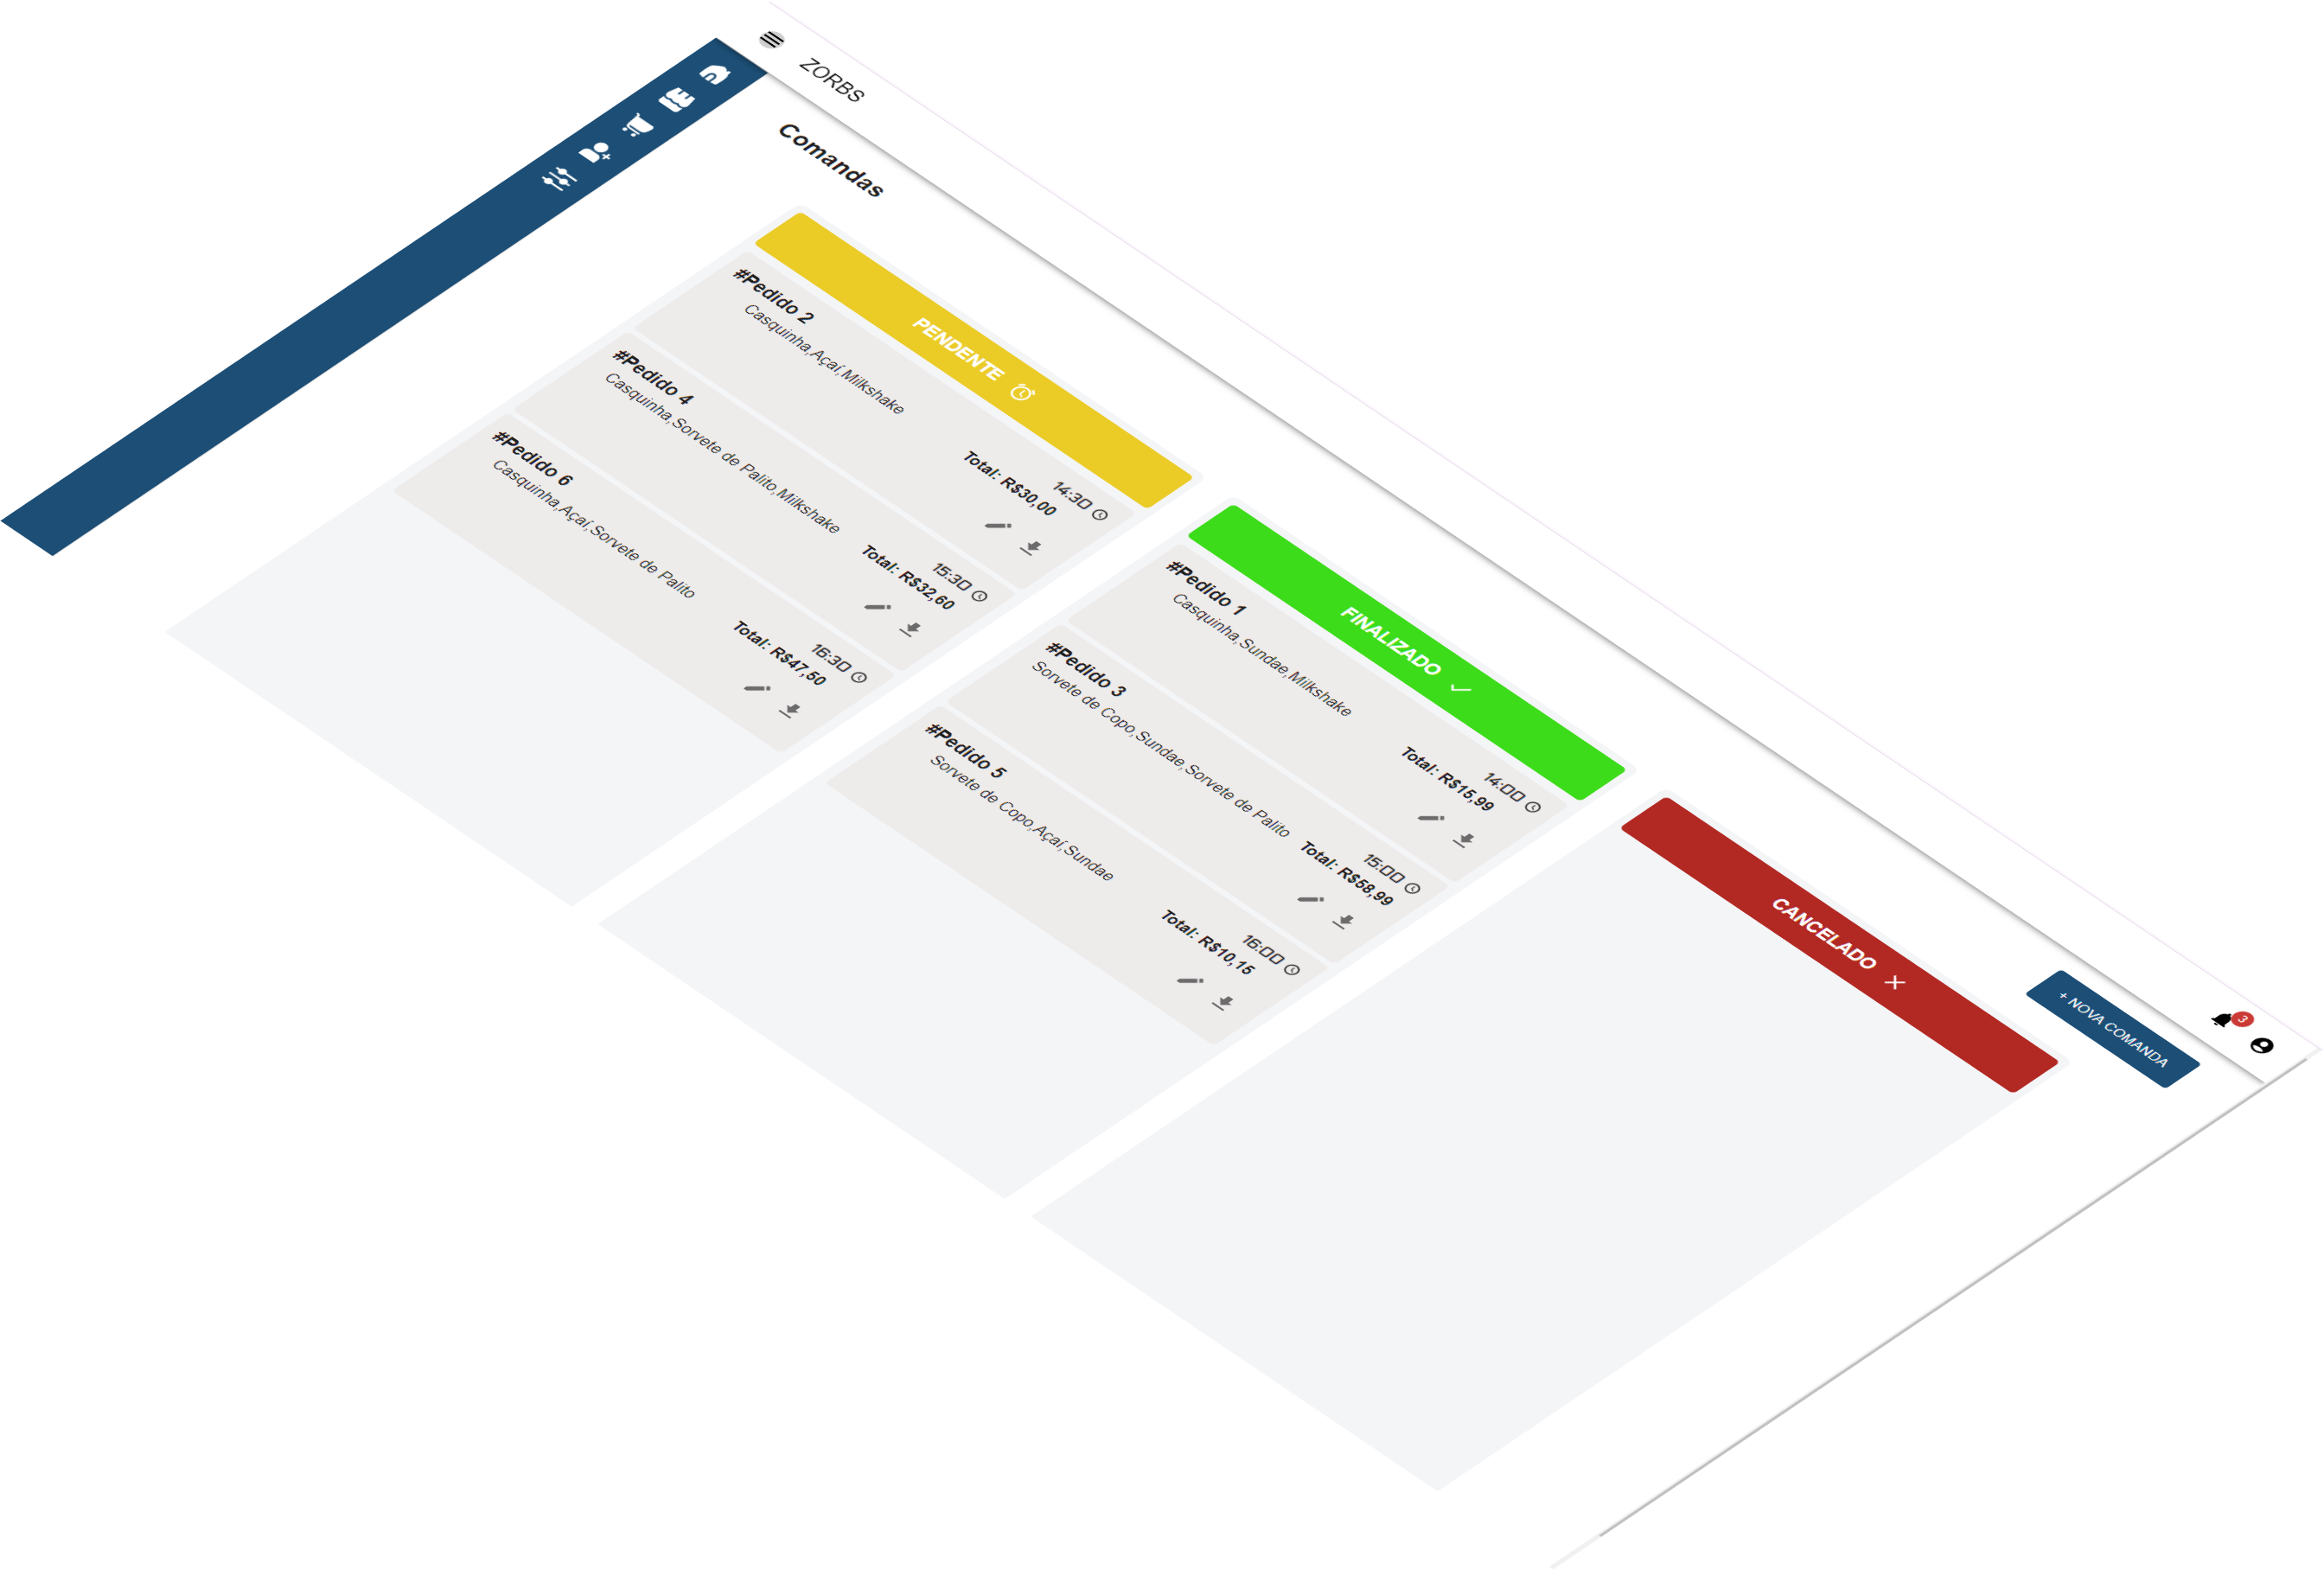 ZORBS
3
Comandas
+ NOVA COMANDA
PENDENTE
#Pedido 2
14:30
Casquinha,Açaí,Milkshake
Total: R$30,00
#Pedido 4
15:30
Casquinha,Sorvete de Palito,Milkshake
Total: R$32,60
#Pedido 6
16:30
Casquinha,Açaí,Sorvete de Palito
Total: R$47,50
FINALIZADO
#Pedido 1
14:00
Casquinha,Sundae,Milkshake
Total: R$15,99
#Pedido 3
15:00
Sorvete de Copo,Sundae,Sorvete de Palito
Total: R$58,99
#Pedido 5
16:00
Sorvete de Copo,Açaí,Sundae
Total: R$10,15
CANCELADO